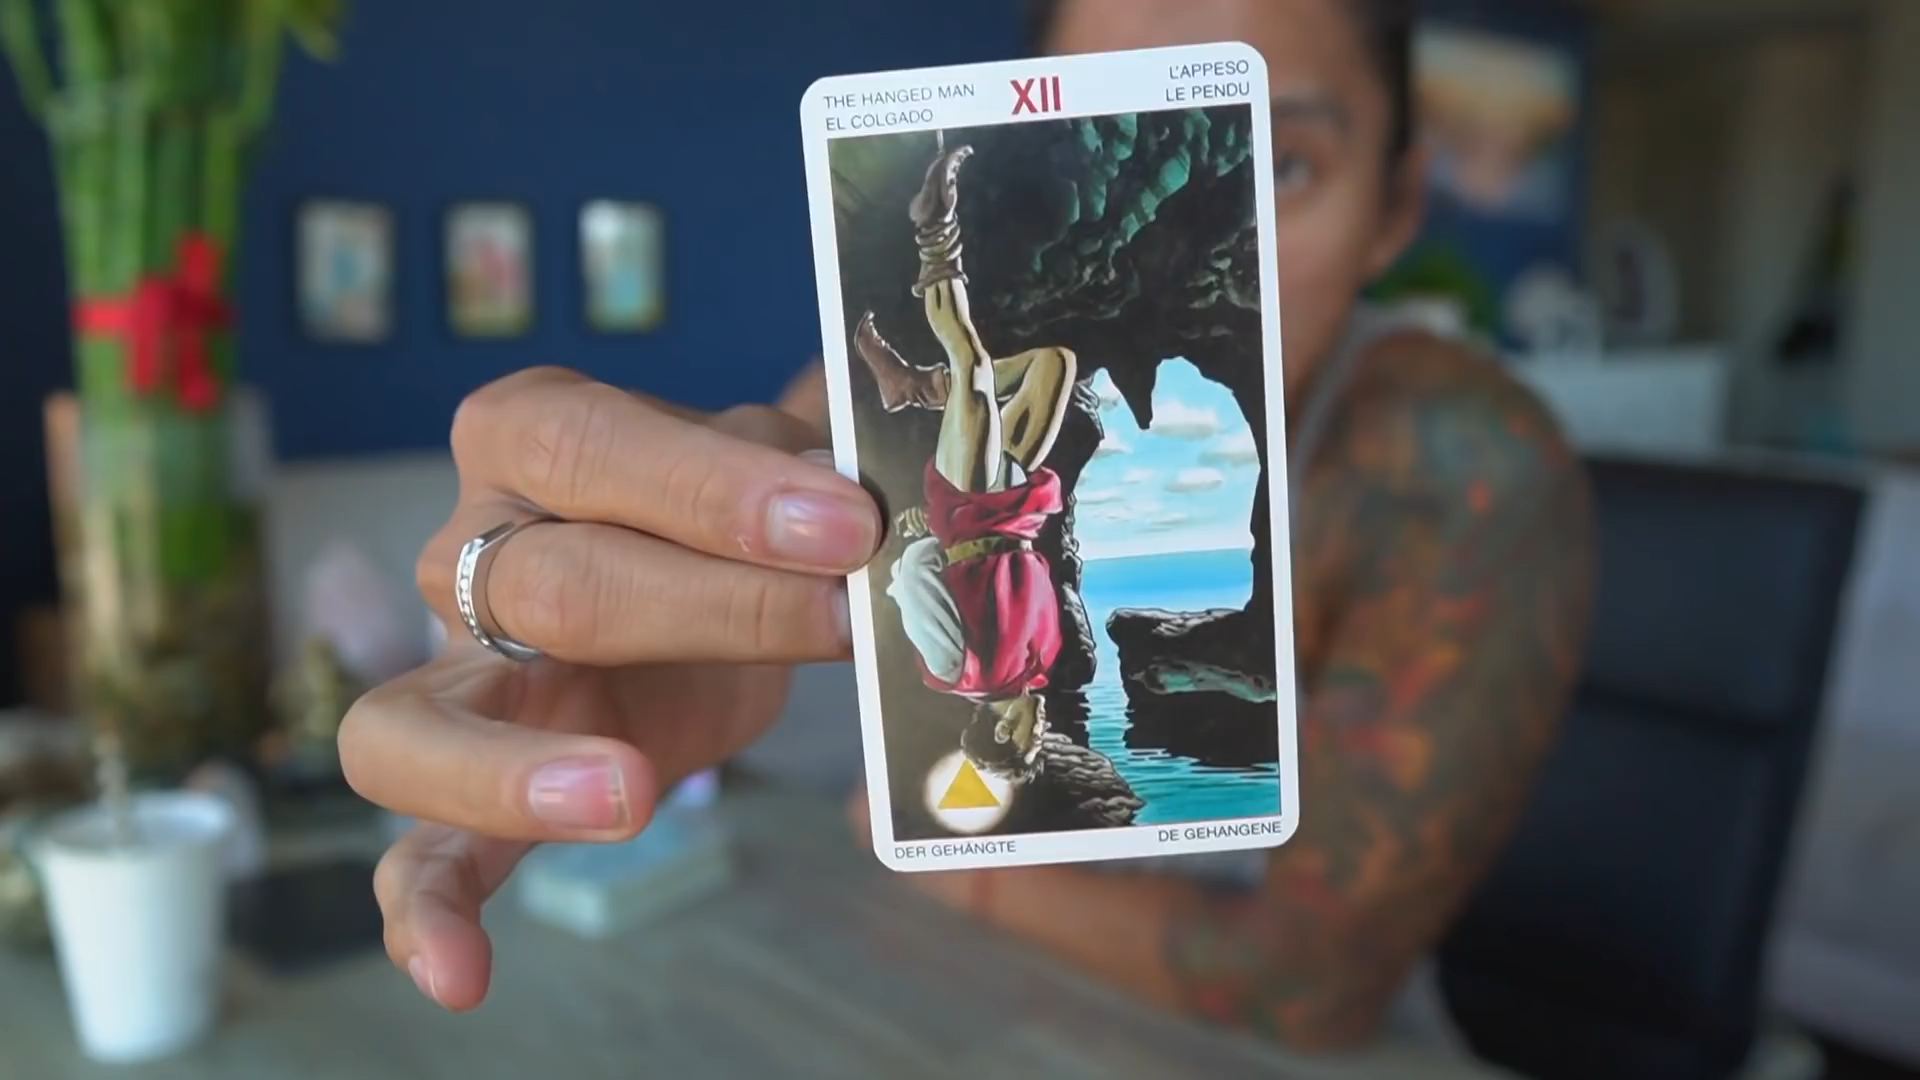 THE HANGED MAN
EL COLGADO
XII
L'APPESO
LE PENDU
DER GEHÄNGTE
DE GEHANGENE